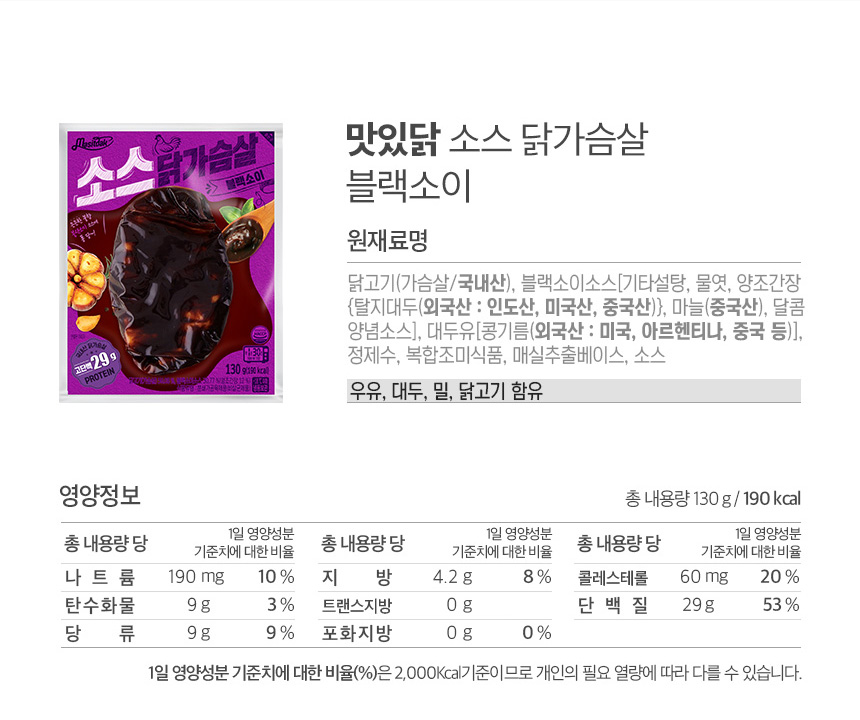 맛있닭 소스 닭가슴살
블랙소이
원재료명
닭고기(가슴살/국내산), 블랙소이소스[기타설탕, 물엿, 양조간장
{탈지대두(외국산 : 인도산, 미국산, 중국산)}, 마늘(중국산), 달콤
양념소스], 대두유[콩기름(외국산 : 미국, 아르헨티나, 중국 등)],
정제수, 복합조미식품, 매실추출베이스, 소스
우유, 대두, 밀, 닭고기 함유
Masitdak
소스 닭가슴살
블랙소이
고단백 29 g
PROTEIN
130 g (190 kcal)
영양정보
총 내용량 130 g / 190 kcal
총 내용량 당 1일 영양성분 기준치에 대한 비율 총 내용량 당 1일 영양성분 기준치에 대한 비율 총 내용량 당 1일 영양성분 기준치에 대한 비율
나트륨 190 mg 10 % 지방 4.2 g 8 % 콜레스테롤 60 mg 20 %
탄수화물 9 g 3 % 트랜스지방 0 g 단백질 29 g 53 %
당류 9 g 9 % 포화지방 0 g 0 %
1일 영양성분 기준치에 대한 비율(%)은 2,000Kcal기준이므로 개인의 필요 열량에 따라 다를 수 있습니다.